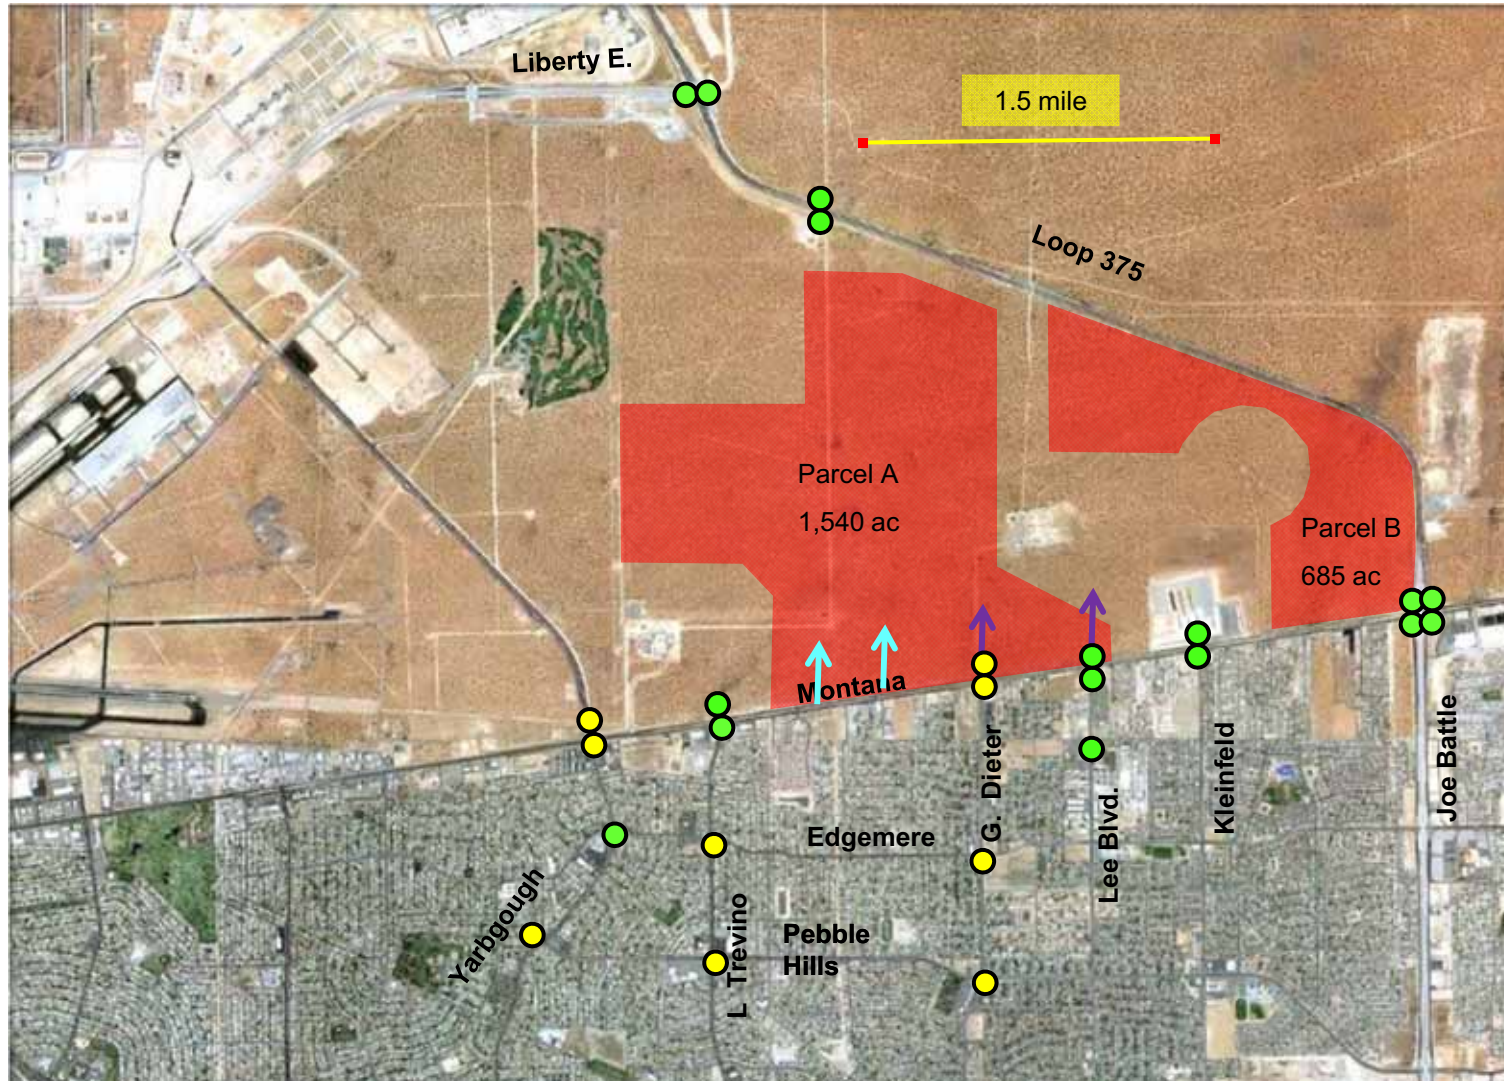 Liberty E.
1.5 mile
Loop 375
Parcel A
1,540 ac
Parcel B
685 ac
Montana
G. Dieter
Lee Blvd.
Kleinfeld
Joe Battle
Edgemere
Yarbgough
L Trevino
Pebble
Hills